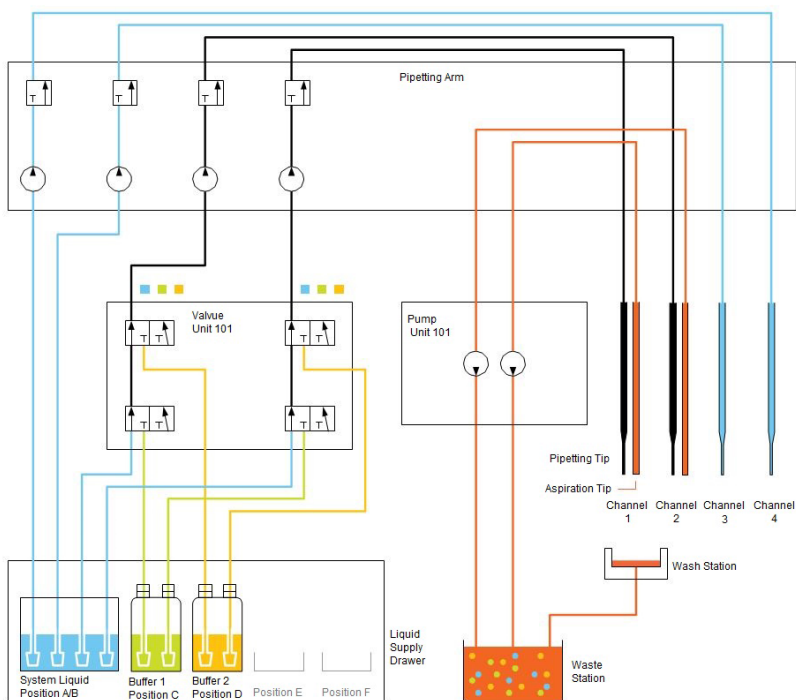 Pipetting Arm
T
T
T
T
Valvue
Unit 101
T
T
T
T
Pump
Unit 101
Pipetting Tip
Aspiration Tip
Channel
1
Channel
2
Channel
3
Channel
4
Wash Station
System Liquid
Position A/B
Buffer 1
Position C
Buffer 2
Position D
Position E
Position F
Liquid
Supply
Drawer
Waste
Station